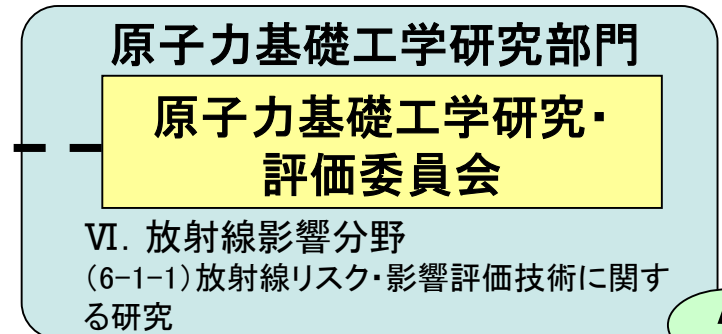 原子力基礎工学研究部門
原子力基礎工学研究・
評価委員会
Ⅵ. 放射線影響分野
(6-1-1)放射線リスク・影響評価技術に関す
る研究